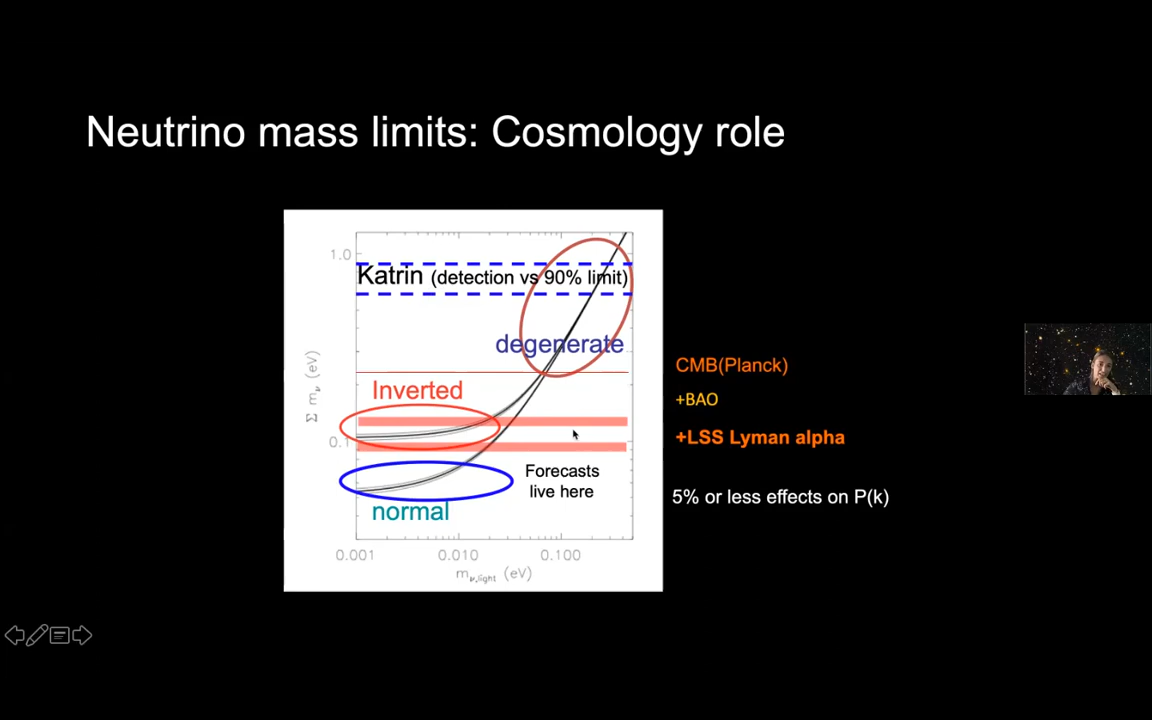 Neutrino mass limits: Cosmology role
1.0
Katrin (detection vs 90% limit)
degenerate
CMB(Planck)
Inverted
+BAO
Σ mν (eV)
+LSS Lyman alpha
0.1
Forecasts
live here
5% or less effects on P(k)
normal
0.001 0.010 0.100
mν,light (eV)